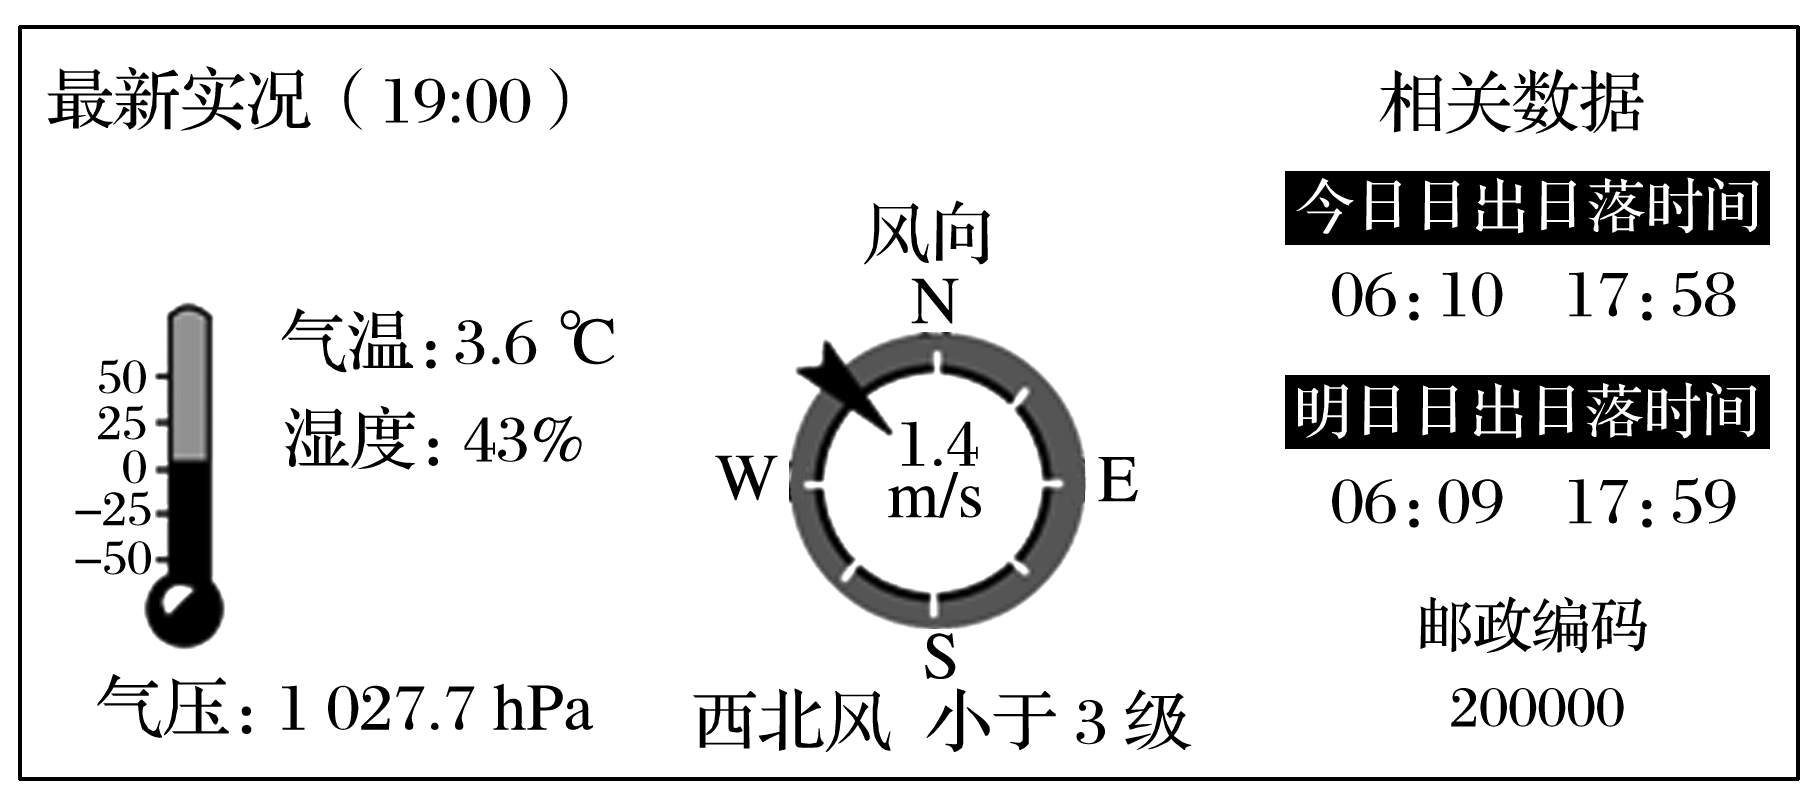 最新实况（19:00）
相关数据
今日日出日落时间
06:10 17:58
明日日出日落时间
06:09 17:59
邮政编码
200000
风向
N
W
E
S
1.4
m/s
西北风 小于 3 级
气温:3.6 ℃
湿度:43%
50
25
0
−25
−50
气压:1 027.7 hPa